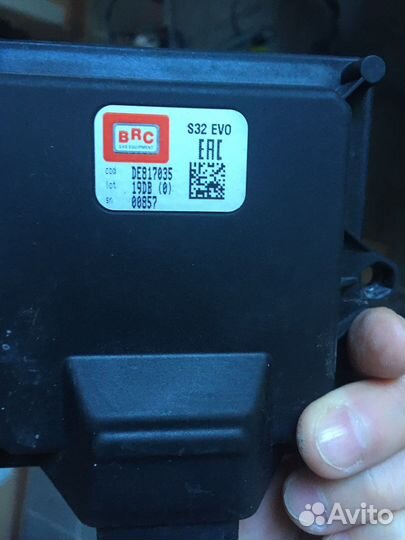 BRC
GAS EQUIPMENT
S32 EVO
EAC
cod DE817035
lot 19DB (0)
sn 00857
Avito